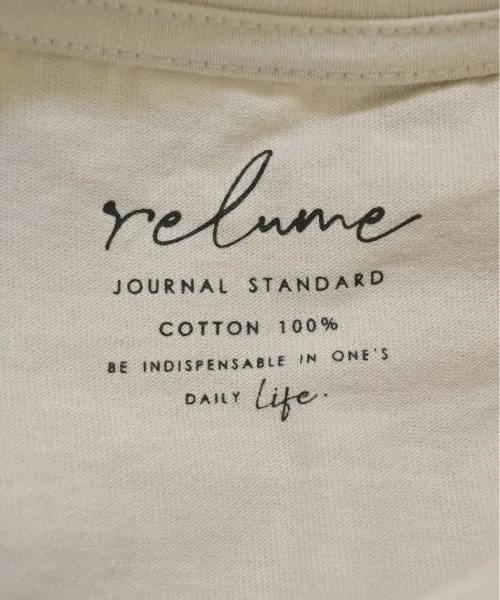 relume
JOURNAL STANDARD
COTTON 100%
BE INDISPENSABLE IN ONE'S
DAILY life.